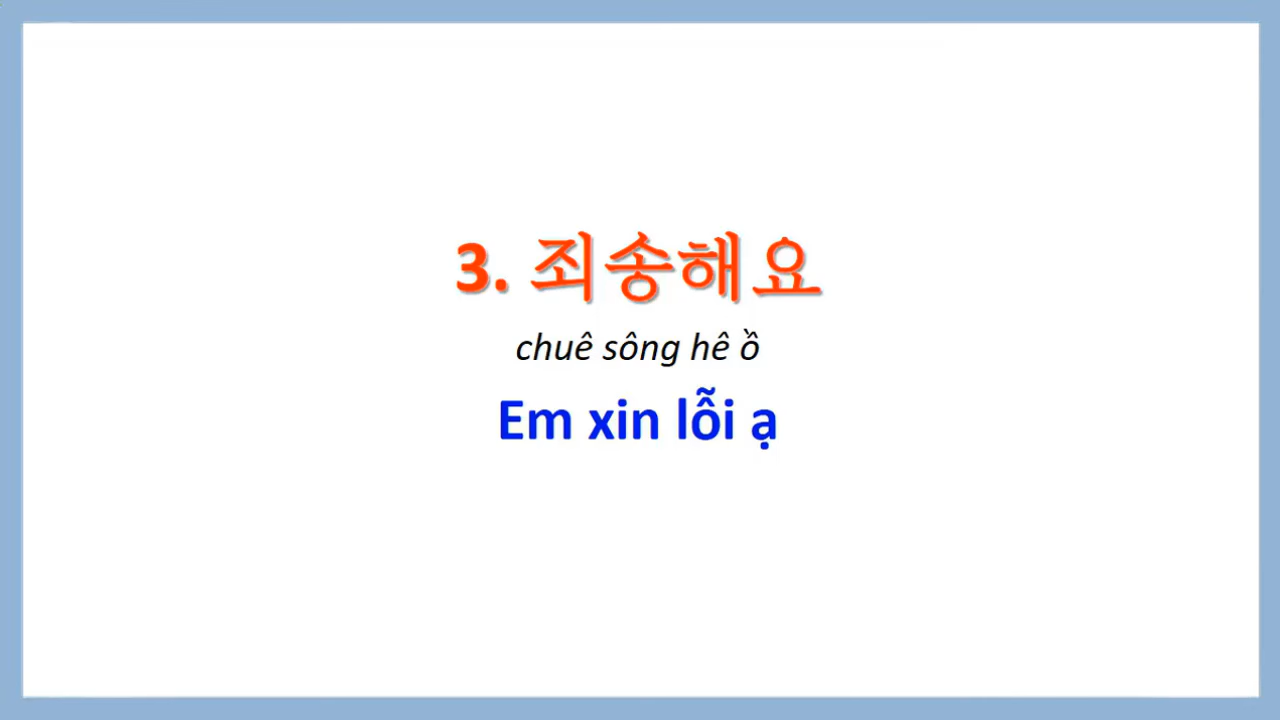 3. 죄송해요
chuê sông hê ồ
Em xin lỗi ạ